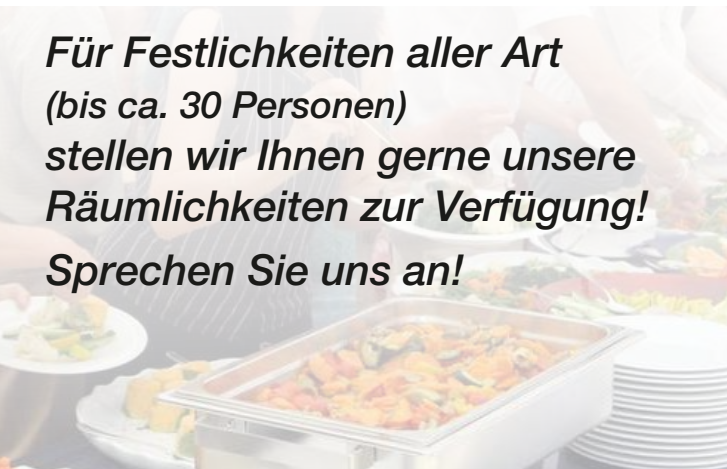 Für Festlichkeiten aller Art
(bis ca. 30 Personen)
stellen wir Ihnen gerne unsere
Räumlichkeiten zur Verfügung!
Sprechen Sie uns an!